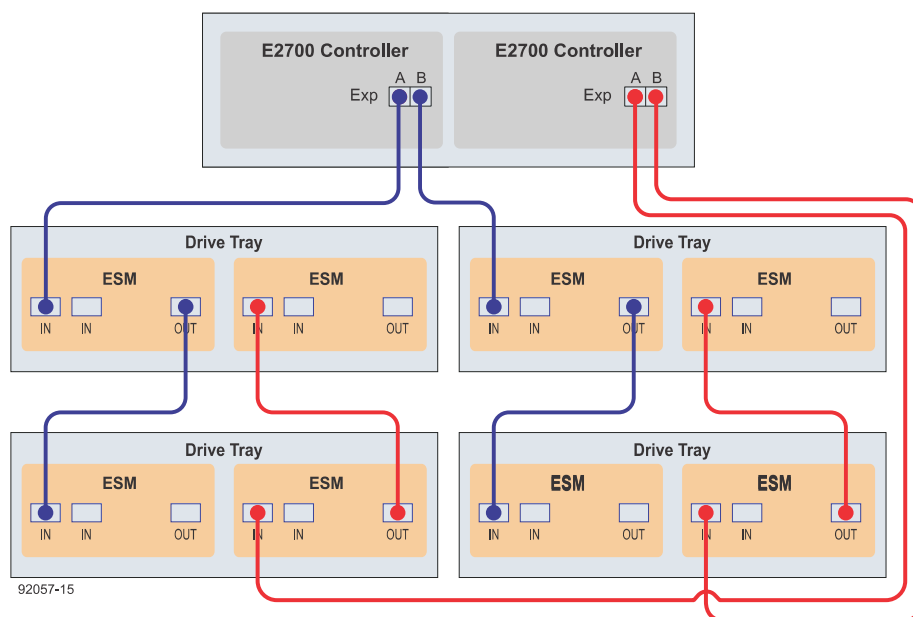 E2700 Controller E2700 Controller
A B A B
Exp Exp
Drive Tray Drive Tray
ESM ESM ESM ESM
IN IN OUT IN IN OUT IN IN OUT IN IN OUT
Drive Tray Drive Tray
ESM ESM ESM ESM
IN IN OUT IN IN OUT IN IN OUT IN IN OUT
92057-15